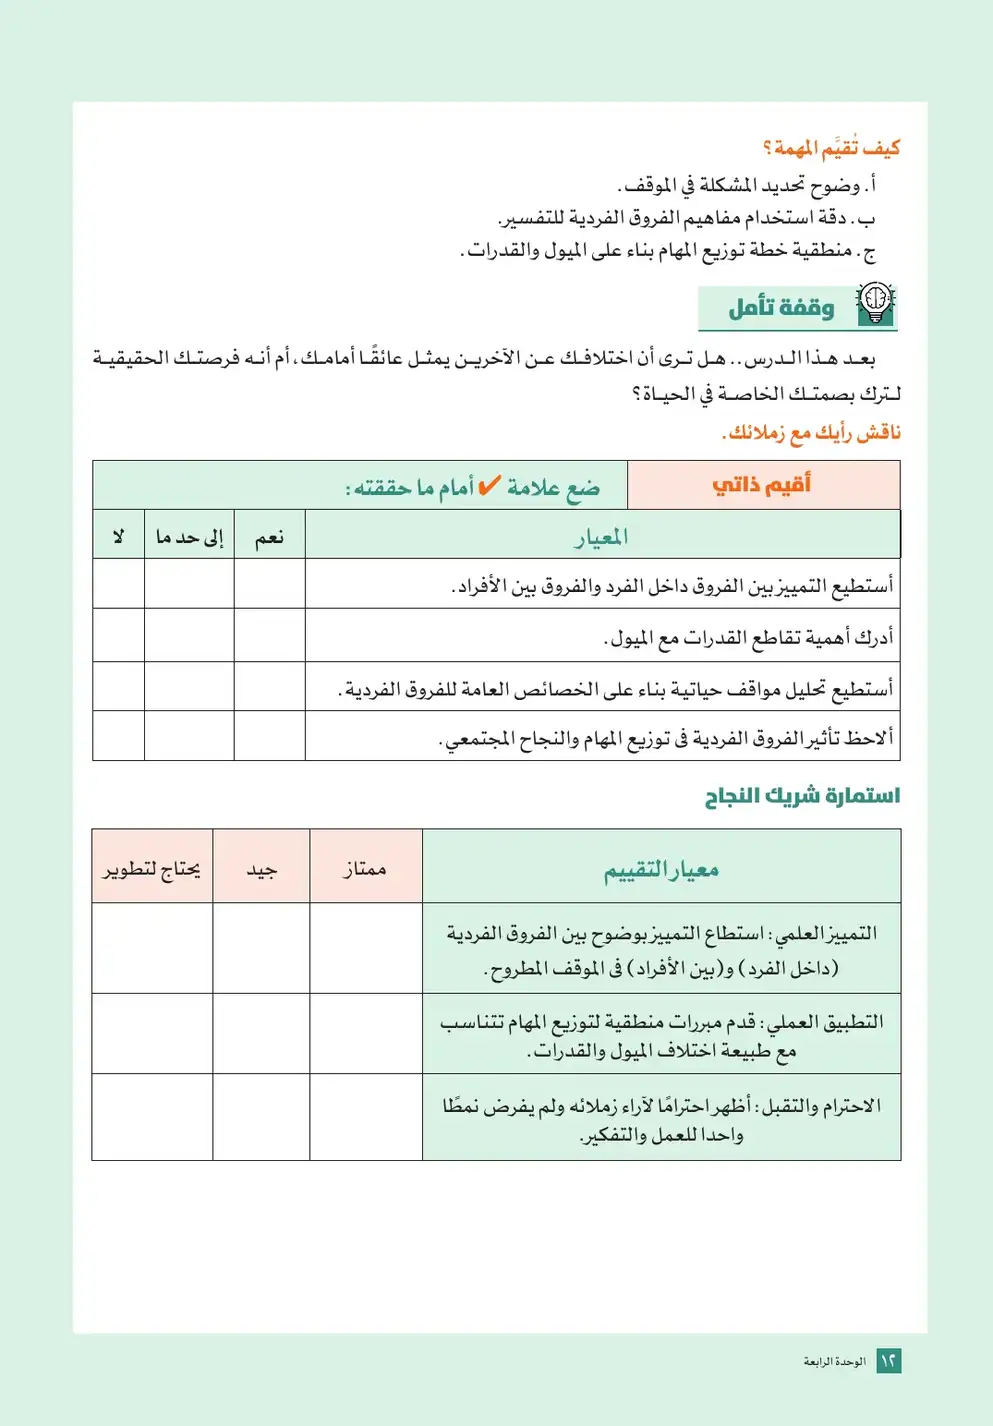 كيف تُقيَّم المهمة؟
أ. وضوح تحديد المشكلة في الموقف.
ب. دقة استخدام مفاهيم الفروق الفردية للتفسير.
ج. منطقية خطة توزيع المهام بناء على الميول والقدرات.
وقفة تأمل
بعد هذا الدرس.. هل ترى أن اختلافك عن الآخرين يمثل عائقًا أمامك، أم أنه فرصتك الحقيقية
لترك بصمتك الخاصة في الحياة؟
ناقش رأيك مع زملائك.
أقيم ذاتي ضع علامة ✔ أمام ما حققته:
المعيار نعم إلى حد ما لا
أستطيع التمييز بين الفروق داخل الفرد والفروق بين الأفراد.
أدرك أهمية تقاطع القدرات مع الميول.
أستطيع تحليل مواقف حياتية بناء على الخصائص العامة للفروق الفردية.
ألاحظ تأثير الفروق الفردية فى توزيع المهام والنجاح المجتمعي.
استمارة شريك النجاح
معيار التقييم ممتاز جيد يحتاج لتطوير
التمييز العلمي: استطاع التمييز بوضوح بين الفروق الفردية
(داخل الفرد) و(بين الأفراد) فى الموقف المطروح.
التطبيق العملي: قدم مبررات منطقية لتوزيع المهام تتناسب
مع طبيعة اختلاف الميول والقدرات.
الاحترام والتقبل: أظهر احترامًا لآراء زملائه ولم يفرض نمطًا
واحدا للعمل والتفكير.
١٢ الوحدة الرابعة